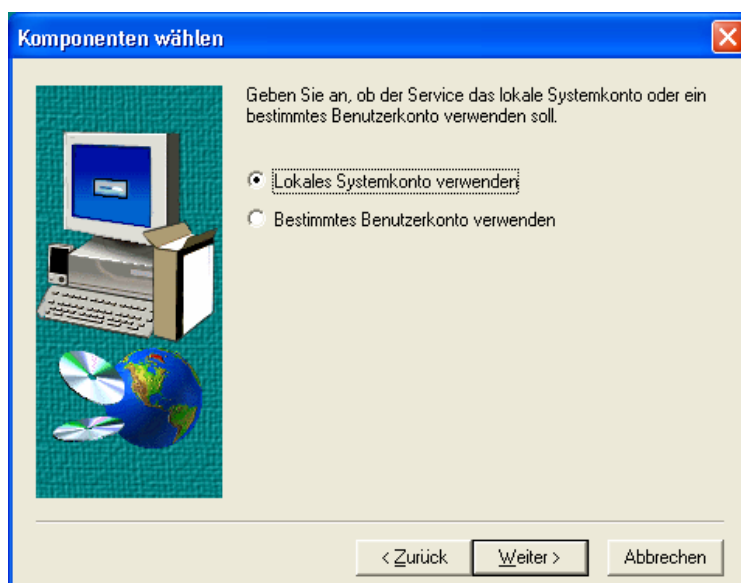 Komponenten wählen
Geben Sie an, ob der Service das lokale Systemkonto oder ein
bestimmtes Benutzerkonto verwenden soll.
Lokales Systemkonto verwenden
Bestimmtes Benutzerkonto verwenden
< Zurück
Weiter >
Abbrechen